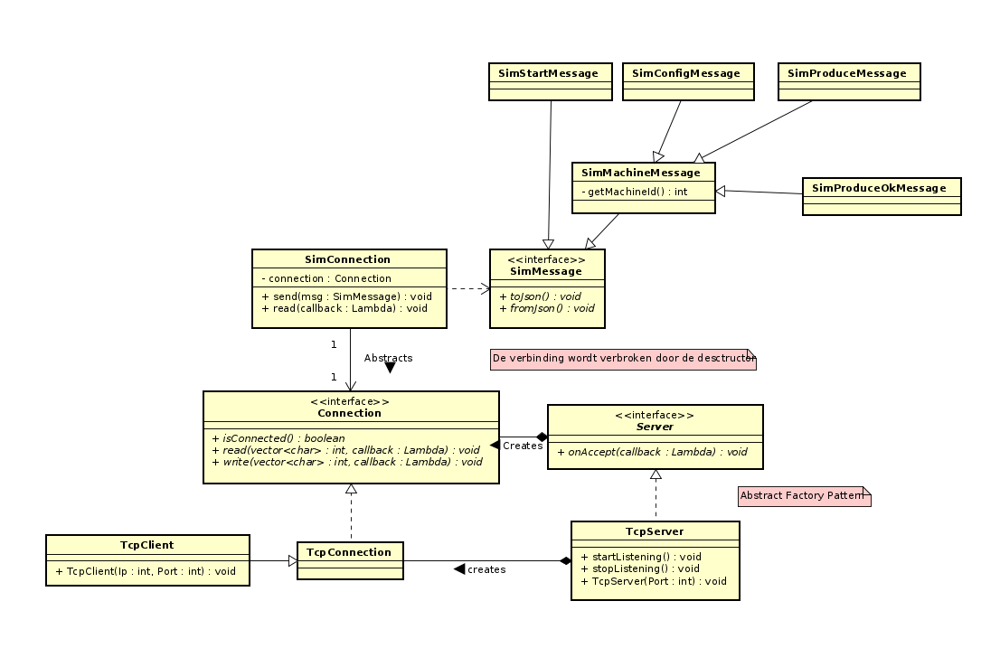 SimStartMessage
SimConfigMessage
SimProduceMessage
SimMachineMessage
- getMachineId() : int
SimProduceOkMessage
SimConnection
- connection : Connection
+ send(msg : SimMessage) : void
+ read(callback : Lambda) : void
<<interface>>
SimMessage
+ toJson() : void
+ fromJson() : void
1
Abstracts
1
De verbinding wordt verbroken door de desctructor
<<interface>>
Connection
+ isConnected() : boolean
+ read(vector<char> : int, callback : Lambda) : void
+ write(vector<char> : int, callback : Lambda) : void
Creates
<<interface>>
Server
+ onAccept(callback : Lambda) : void
Abstract Factory Pattern
TcpClient
+ TcpClient(Ip : int, Port : int) : void
TcpConnection
creates
TcpServer
+ startListening() : void
+ stopListening() : void
+ TcpServer(Port : int) : void